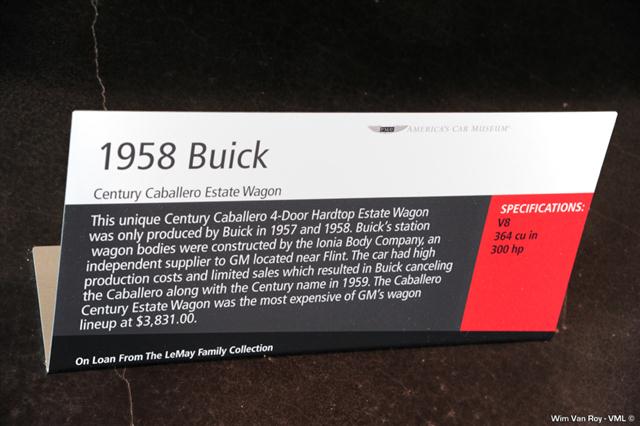 AMERICA'S CAR MUSEUM
1958 Buick
Century Caballero Estate Wagon
This unique Century Caballero 4-Door Hardtop Estate Wagon
was only produced by Buick in 1957 and 1958. Buick's station
wagon bodies were constructed by the Ionia Body Company, an
independent supplier to GM located near Flint. The car had high
production costs and limited sales which resulted in Buick canceling
the Caballero along with the Century name in 1959. The Caballero
Century Estate Wagon was the most expensive of GM's wagon
lineup at $3,831.00.
SPECIFICATIONS:
V8
364 cu in
300 hp
On Loan From The LeMay Family Collection
Wim Van Roy - VML ©